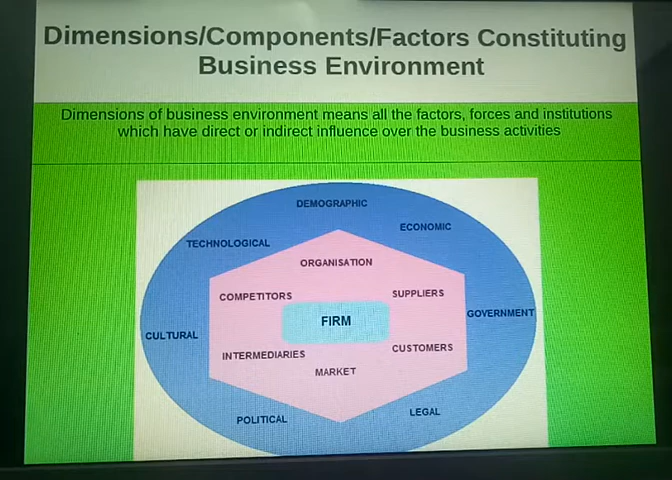 Dimensions/Components/Factors Constituting
Business Environment
Dimensions of business environment means all the factors, forces and institutions
which have direct or indirect influence over the business activities
DEMOGRAPHIC
ECONOMIC
TECHNOLOGICAL
ORGANISATION
COMPETITORS
SUPPLIERS
FIRM
GOVERNMENT
CULTURAL
INTERMEDIARIES
CUSTOMERS
MARKET
POLITICAL
LEGAL